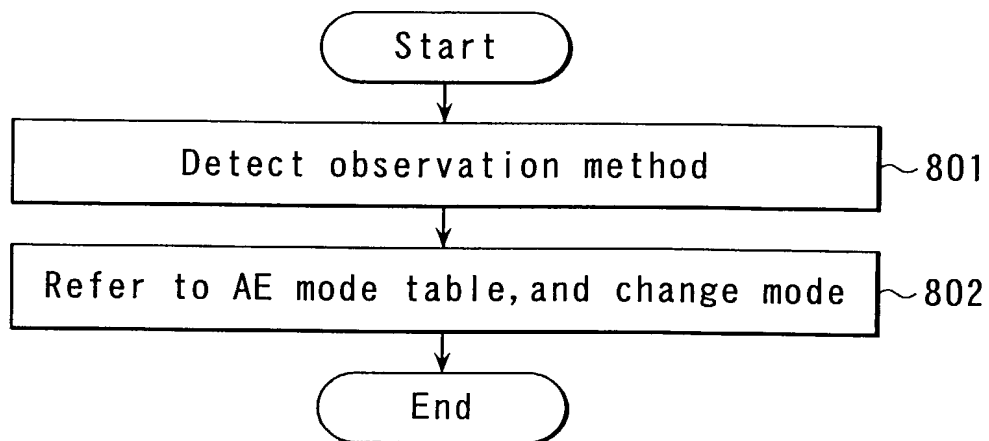 Start
Detect observation method
801
Refer to AE mode table, and change mode
802
End